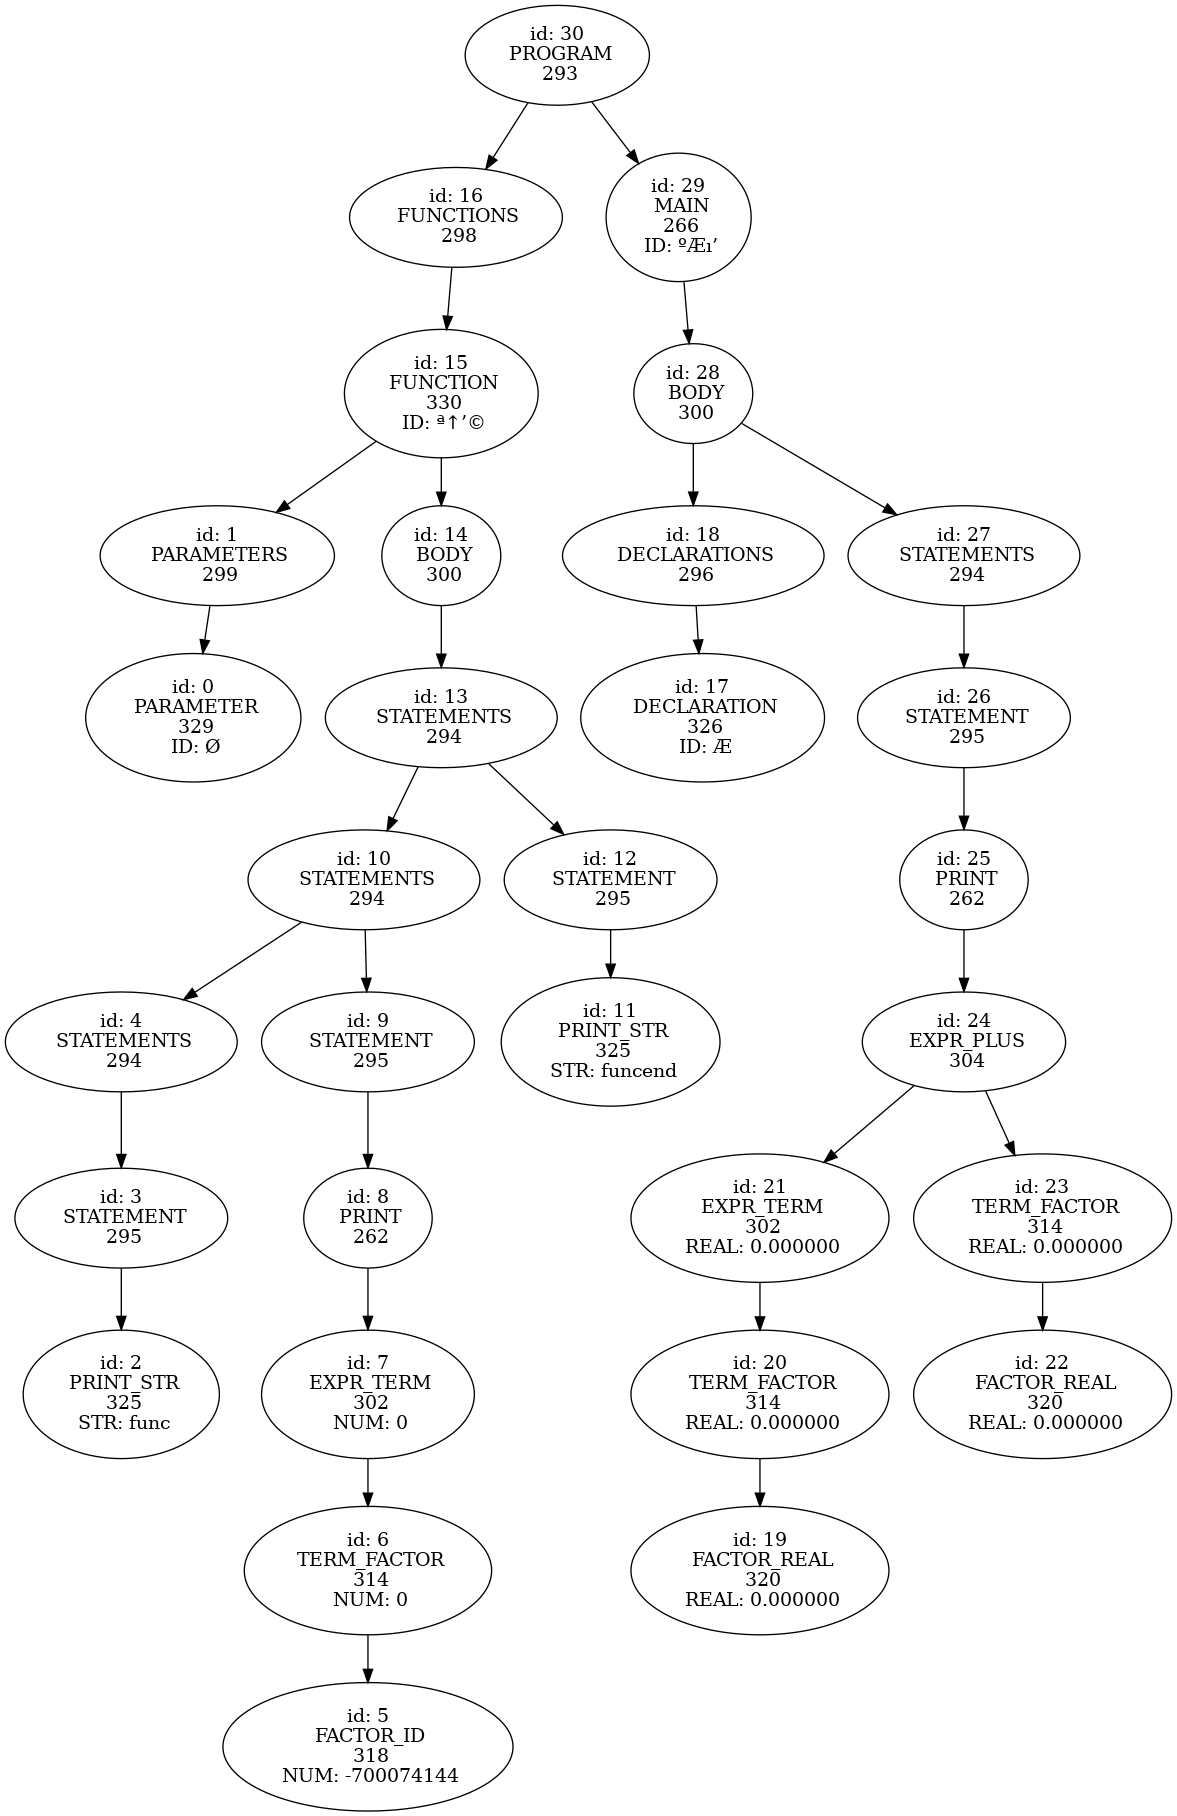 id: 30
PROGRAM
293
id: 16
FUNCTIONS
298
id: 29
MAIN
266
ID: ºÆı’
id: 15
FUNCTION
330
ID: ª↑’©
id: 28
BODY
300
id: 1
PARAMETERS
299
id: 14
BODY
300
id: 18
DECLARATIONS
296
id: 27
STATEMENTS
294
id: 0
PARAMETER
329
ID: Ø
id: 13
STATEMENTS
294
id: 17
DECLARATION
326
ID: Æ
id: 26
STATEMENT
295
id: 10
STATEMENTS
294
id: 12
STATEMENT
295
id: 25
PRINT
262
id: 4
STATEMENTS
294
id: 9
STATEMENT
295
id: 11
PRINT_STR
325
STR: funcend
id: 24
EXPR_PLUS
304
id: 3
STATEMENT
295
id: 8
PRINT
262
id: 21
EXPR_TERM
302
REAL: 0.000000
id: 23
TERM_FACTOR
314
REAL: 0.000000
id: 2
PRINT_STR
325
STR: func
id: 7
EXPR_TERM
302
NUM: 0
id: 20
TERM_FACTOR
314
REAL: 0.000000
id: 22
FACTOR_REAL
320
REAL: 0.000000
id: 6
TERM_FACTOR
314
NUM: 0
id: 19
FACTOR_REAL
320
REAL: 0.000000
id: 5
FACTOR_ID
318
NUM: -700074144